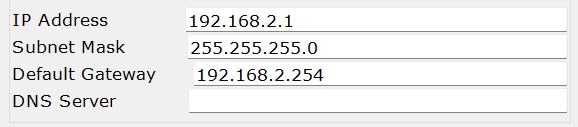 IP Address 192.168.2.1
Subnet Mask 255.255.255.0
Default Gateway 192.168.2.254
DNS Server